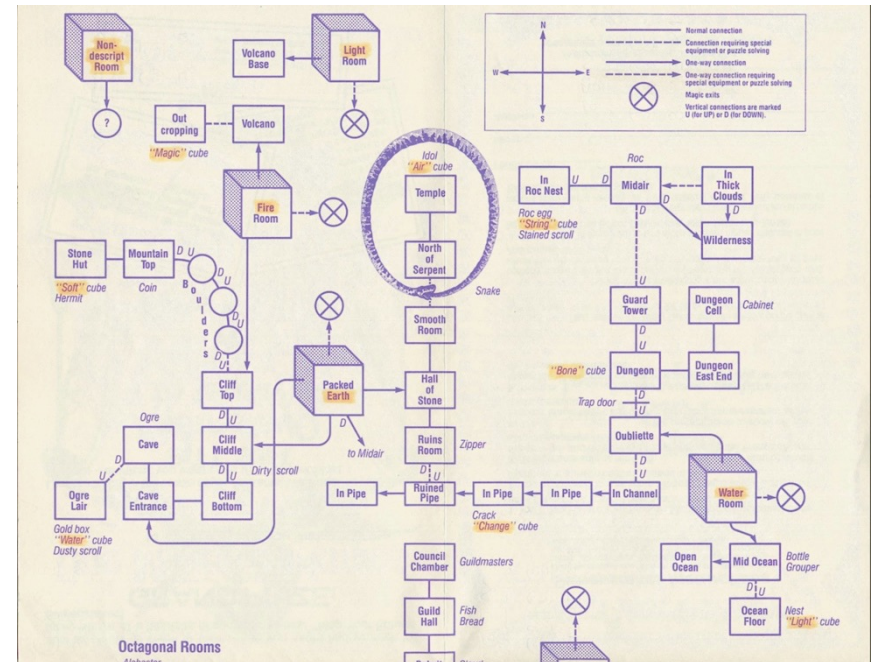 Non-
descript
Room
?
Volcano
Base
Light
Room
Out
cropping
Volcano
"Magic" cube
Fire
Room
N
W
E
S
Normal connection
Connection requiring special
equipment or puzzle solving
One-way connection
One-way connection requiring
special equipment or puzzle solving
Magic exits
Vertical connections are marked
U (for UP) or D (for DOWN).
Idol
"Air" cube
Temple
North
of
Serpent
Snake
Smooth
Room
Hall
of
Stone
Ruins
Room
Zipper
D
U
Roc
In
Roc Nest
U
D
Midair
In
Thick
Clouds
D
D
D
Wilderness
Roc egg
"String" cube
Stained scroll
U
Guard
Tower
D
U
Dungeon
Cell
Cabinet
"Bone" cube
Dungeon
Dungeon
East End
Trap door
D
U
Oubliette
D
U
Stone
Hut
Mountain
Top
D
U
"Soft" cube
Hermit
Coin
Boulders
D
U
D
U
D
U
Cliff
Top
D
U
Packed
Earth
D
to Midair
Ogre
Cave
D
U
Cliff
Middle
Dirty scroll
D
U
Ogre
Lair
Cave
Entrance
Cliff
Bottom
Gold box
"Water" cube
Dusty scroll
In Pipe
Ruined
Pipe
In Pipe
In Pipe
In Channel
Crack
"Change" cube
Water
Room
Open
Ocean
Mid Ocean
Bottle
Grouper
D
U
Ocean
Floor
Nest
"Light" cube
Council
Chamber
Guildmasters
Guild
Hall
Fish
Bread
Octagonal Rooms